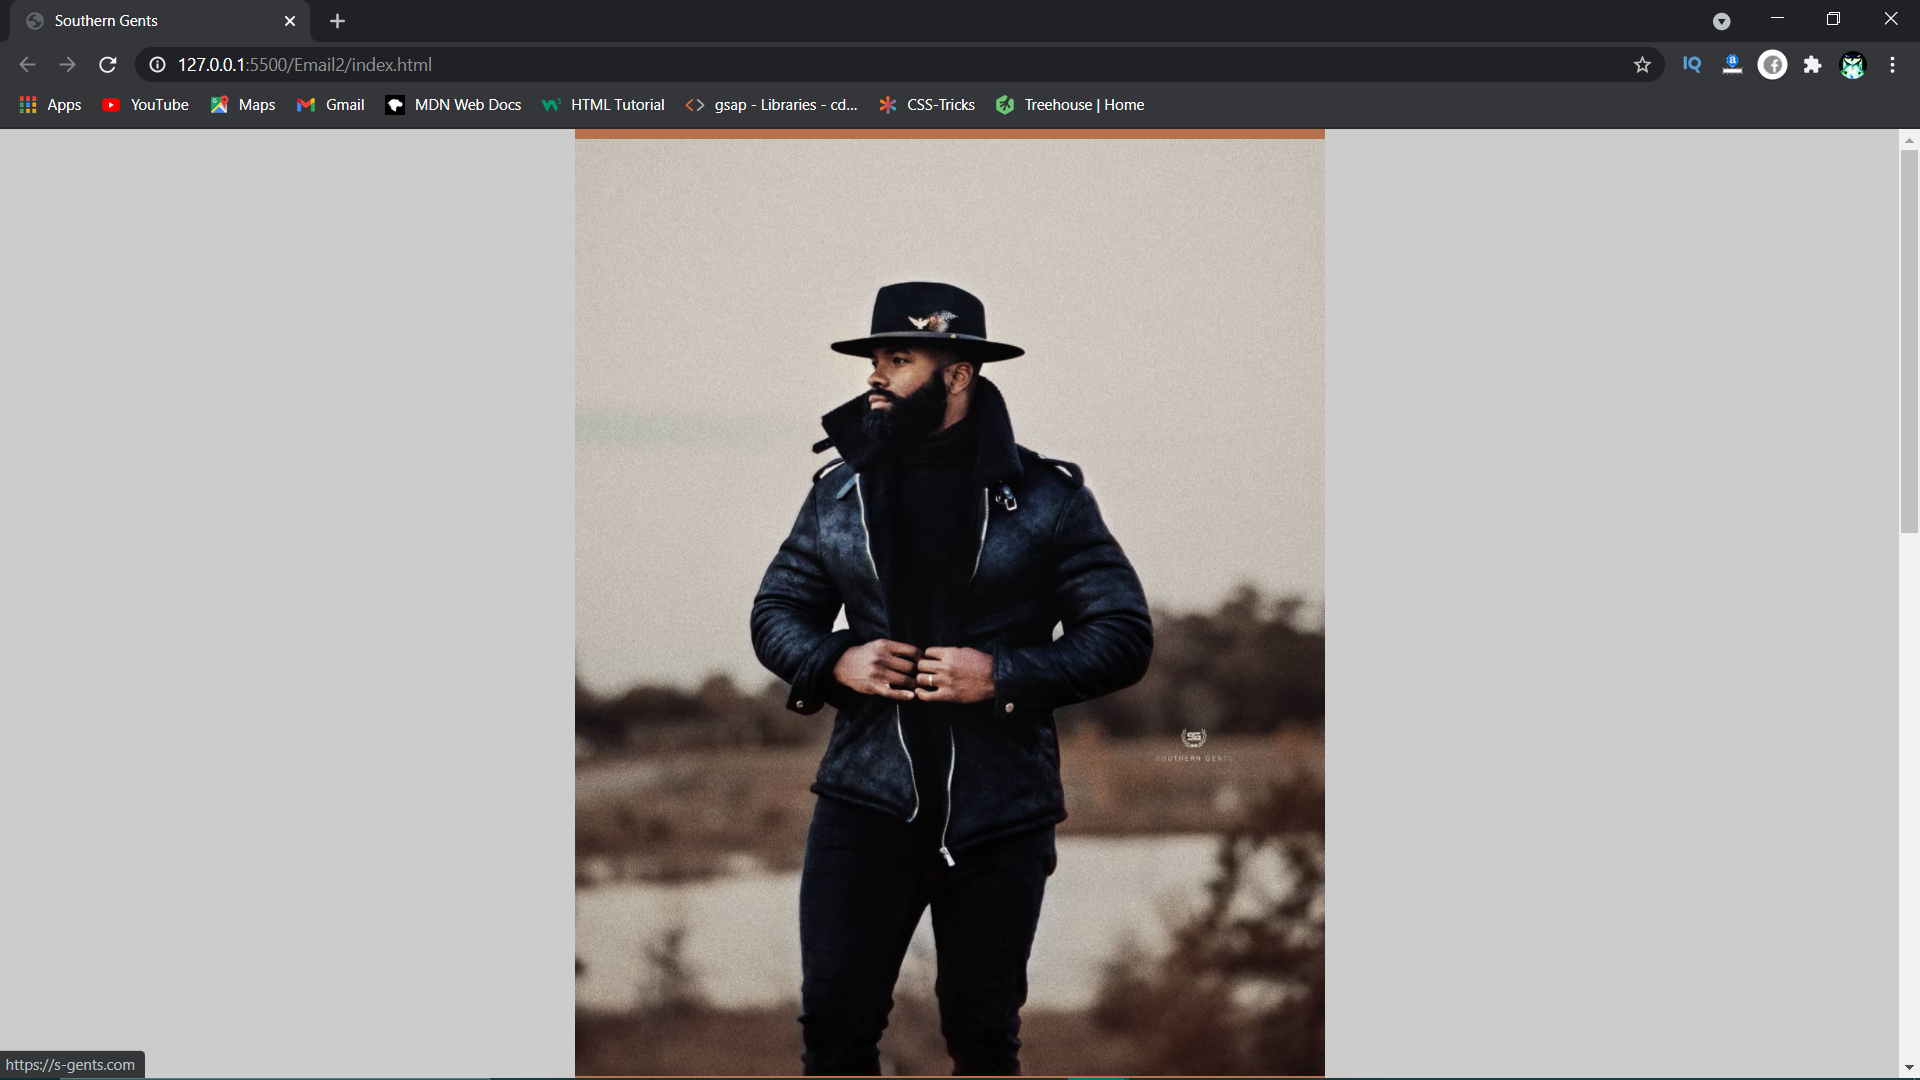 Southern Gents
127.0.0.1:5500/Email2/index.html
IQ
a
Apps
YouTube
Maps
Gmail
MDN Web Docs
HTML Tutorial
gsap - Libraries - cd...
CSS-Tricks
Treehouse | Home
SG
SOUTHERN GENTS
https://s-gents.com